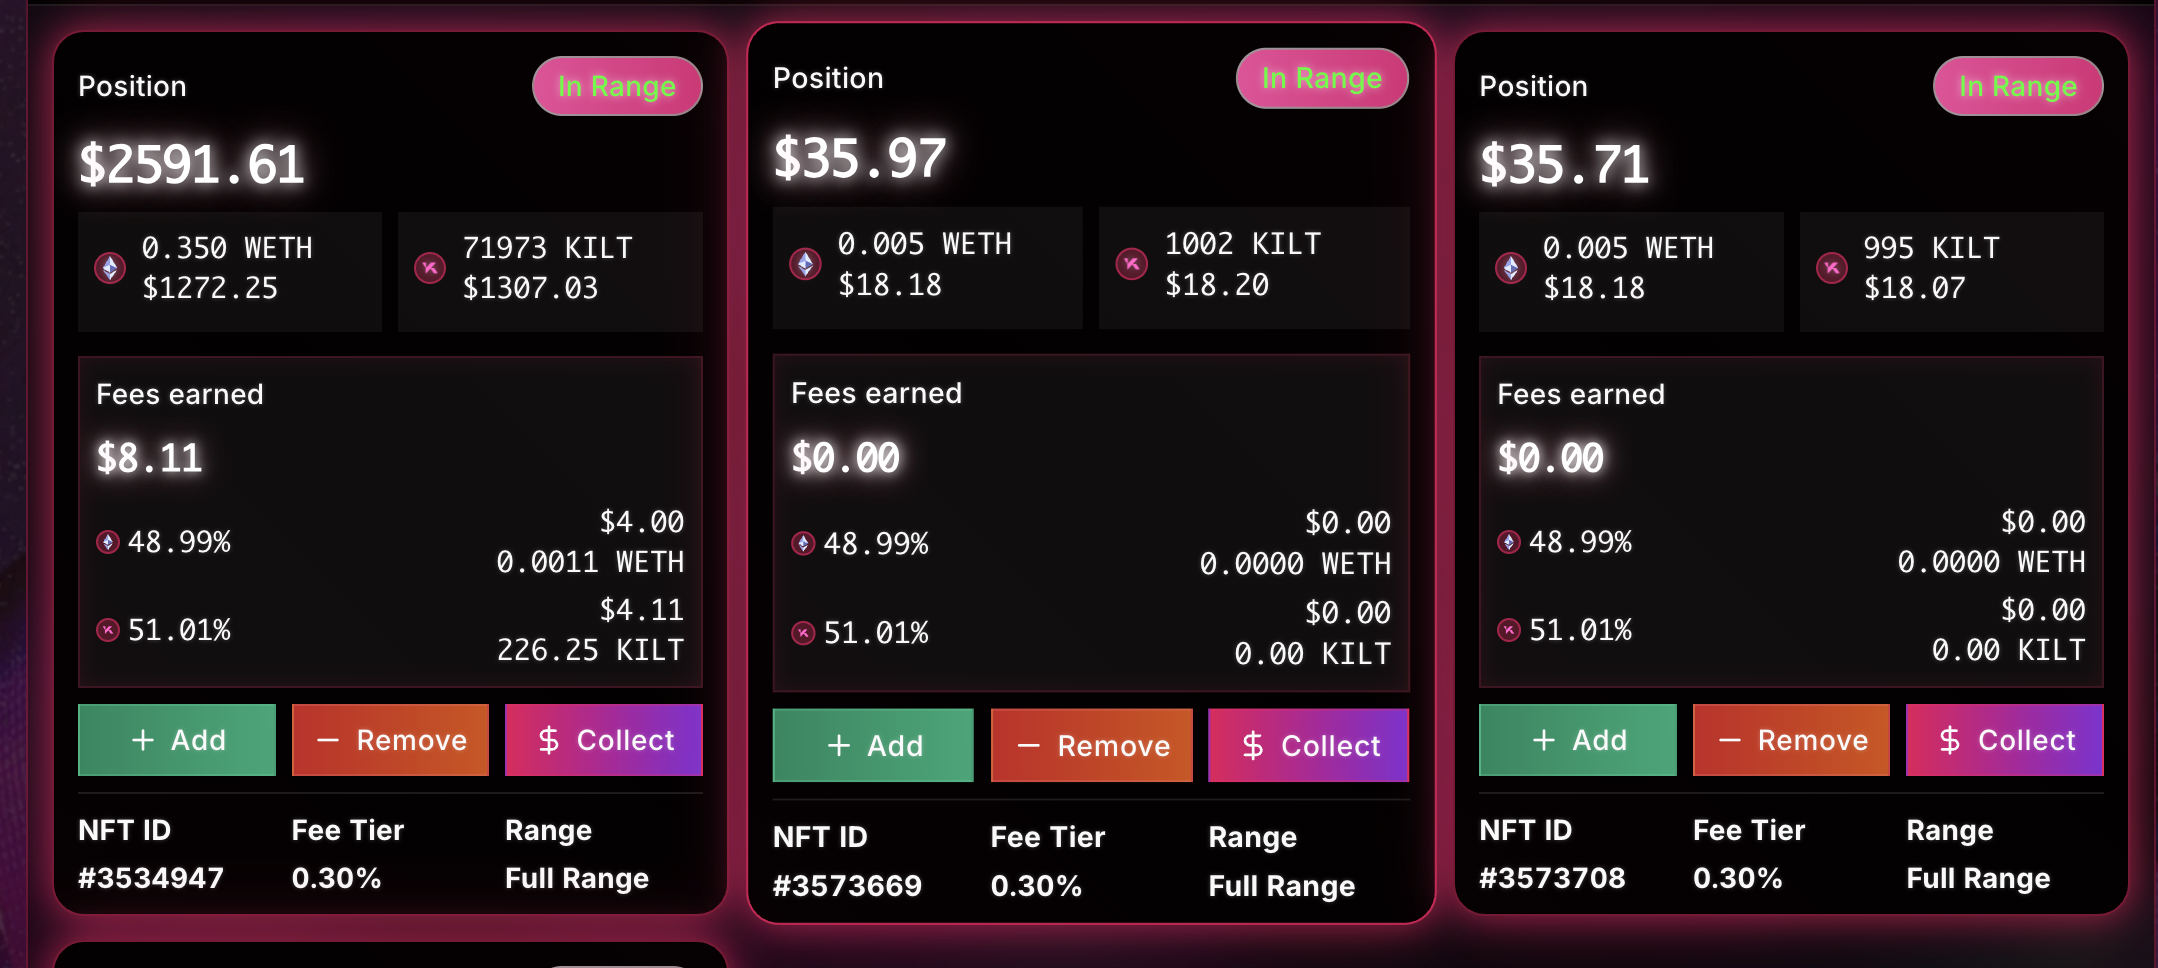 Position
In Range
$2591.61
0.350 WETH
$1272.25
71973 KILT
$1307.03
Fees earned
$8.11
48.99%
$4.00
0.0011 WETH
51.01%
$4.11
226.25 KILT
+ Add
− Remove
$ Collect
NFT ID
Fee Tier
Range
#3534947
0.30%
Full Range
Position
In Range
$35.97
0.005 WETH
$18.18
1002 KILT
$18.20
Fees earned
$0.00
48.99%
$0.00
0.0000 WETH
51.01%
$0.00
0.00 KILT
+ Add
− Remove
$ Collect
NFT ID
Fee Tier
Range
#3573669
0.30%
Full Range
Position
In Range
$35.71
0.005 WETH
$18.18
995 KILT
$18.07
Fees earned
$0.00
48.99%
$0.00
0.0000 WETH
51.01%
$0.00
0.00 KILT
+ Add
− Remove
$ Collect
NFT ID
Fee Tier
Range
#3573708
0.30%
Full Range